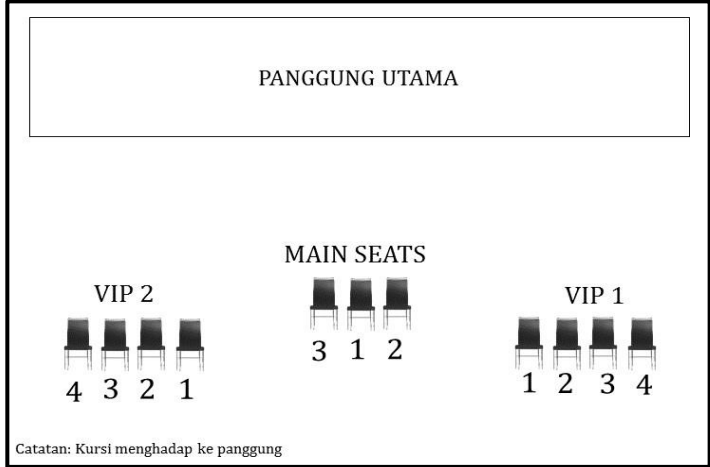 PANGGUNG UTAMA
MAIN SEATS
3 1 2
VIP 2
4 3 2 1
VIP 1
1 2 3 4
Catatan: Kursi menghadap ke panggung